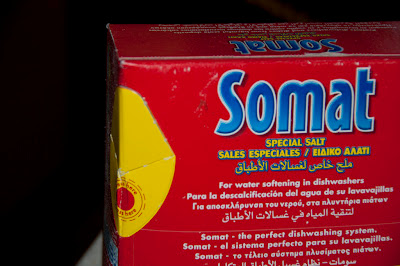 Somat
Somat
SPECIAL SALT
SALES ESPECIALES / ΕΙΔΙΚΟ ΑΛΑΤΙ
ملح خاص لغسالات الأطباق
For water softening in dishwashers
Para la descalcificación del agua de su lavavajillas
Για αποσκλήρυνση του νερού, στα πλυντήρια πιάτων
لتنقية المياه في غسالات الأطباق
Somat - the perfect dishwashing system.
Somat - el sistema perfecto para su lavavajillas.
Somat - το τέλειο σύστημα πλυσίματος πιάτων.
here